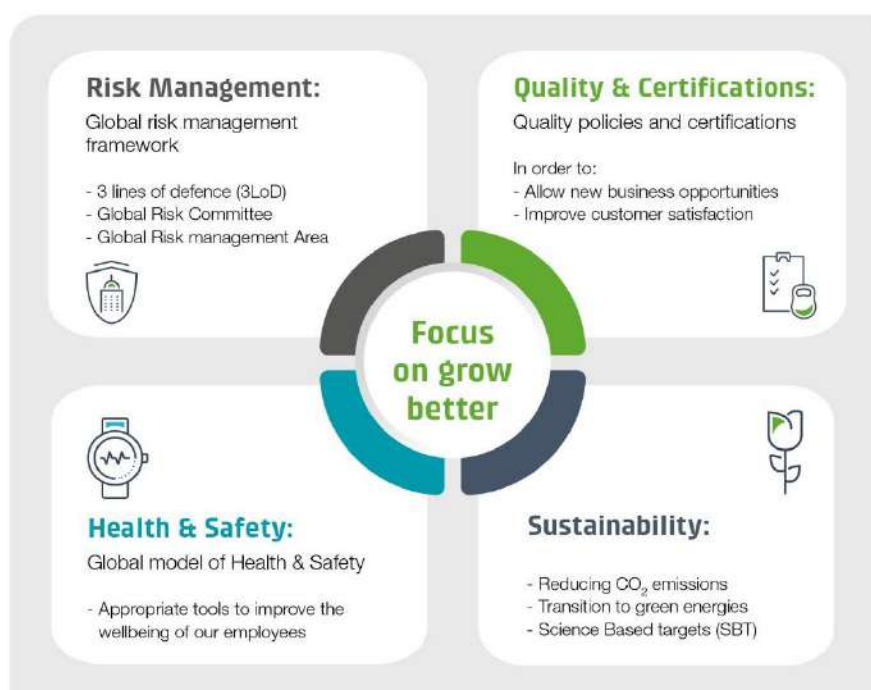 Risk Management:
Global risk management
framework
- 3 lines of defence (3LoD)
- Global Risk Committee
- Global Risk management Area
Quality & Certifications:
Quality policies and certifications
In order to:
- Allow new business opportunities
- Improve customer satisfaction
Focus
on grow
better
Health & Safety:
Global model of Health & Safety
- Appropriate tools to improve the
wellbeing of our employees
Sustainability:
- Reducing CO₂ emissions
- Transition to green energies
- Science Based targets (SBT)